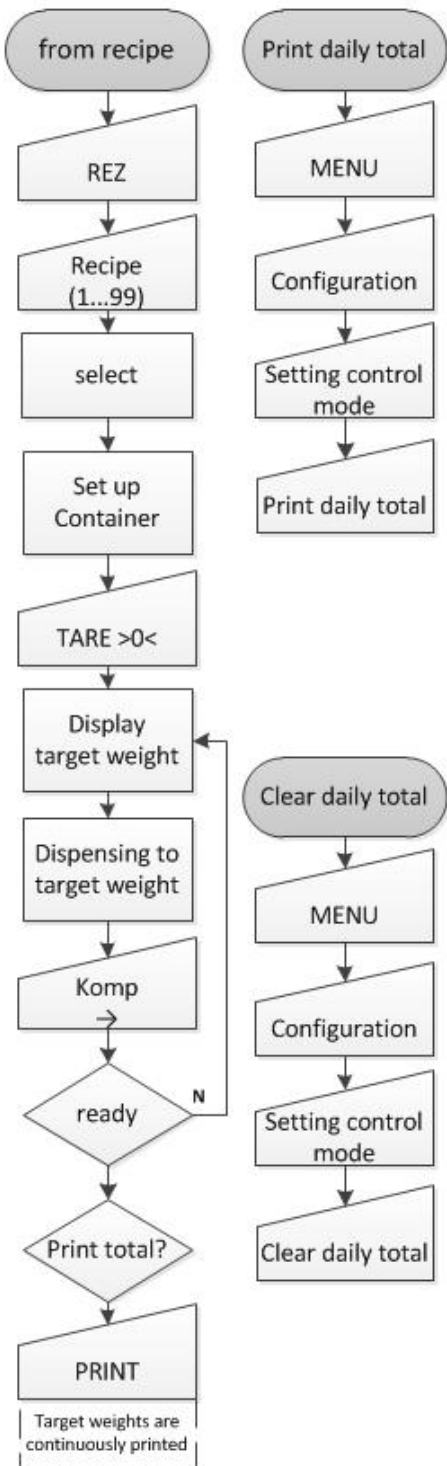 from recipe
REZ
Recipe
(1...99)
select
Set up
Container
TARE >0<
Display
target weight
Dispensing to
target weight
Komp
→
ready
N
Print total?
PRINT
Target weights are
continuously printed
Print daily total
MENU
Configuration
Setting control
mode
Print daily total
Clear daily total
MENU
Configuration
Setting control
mode
Clear daily total